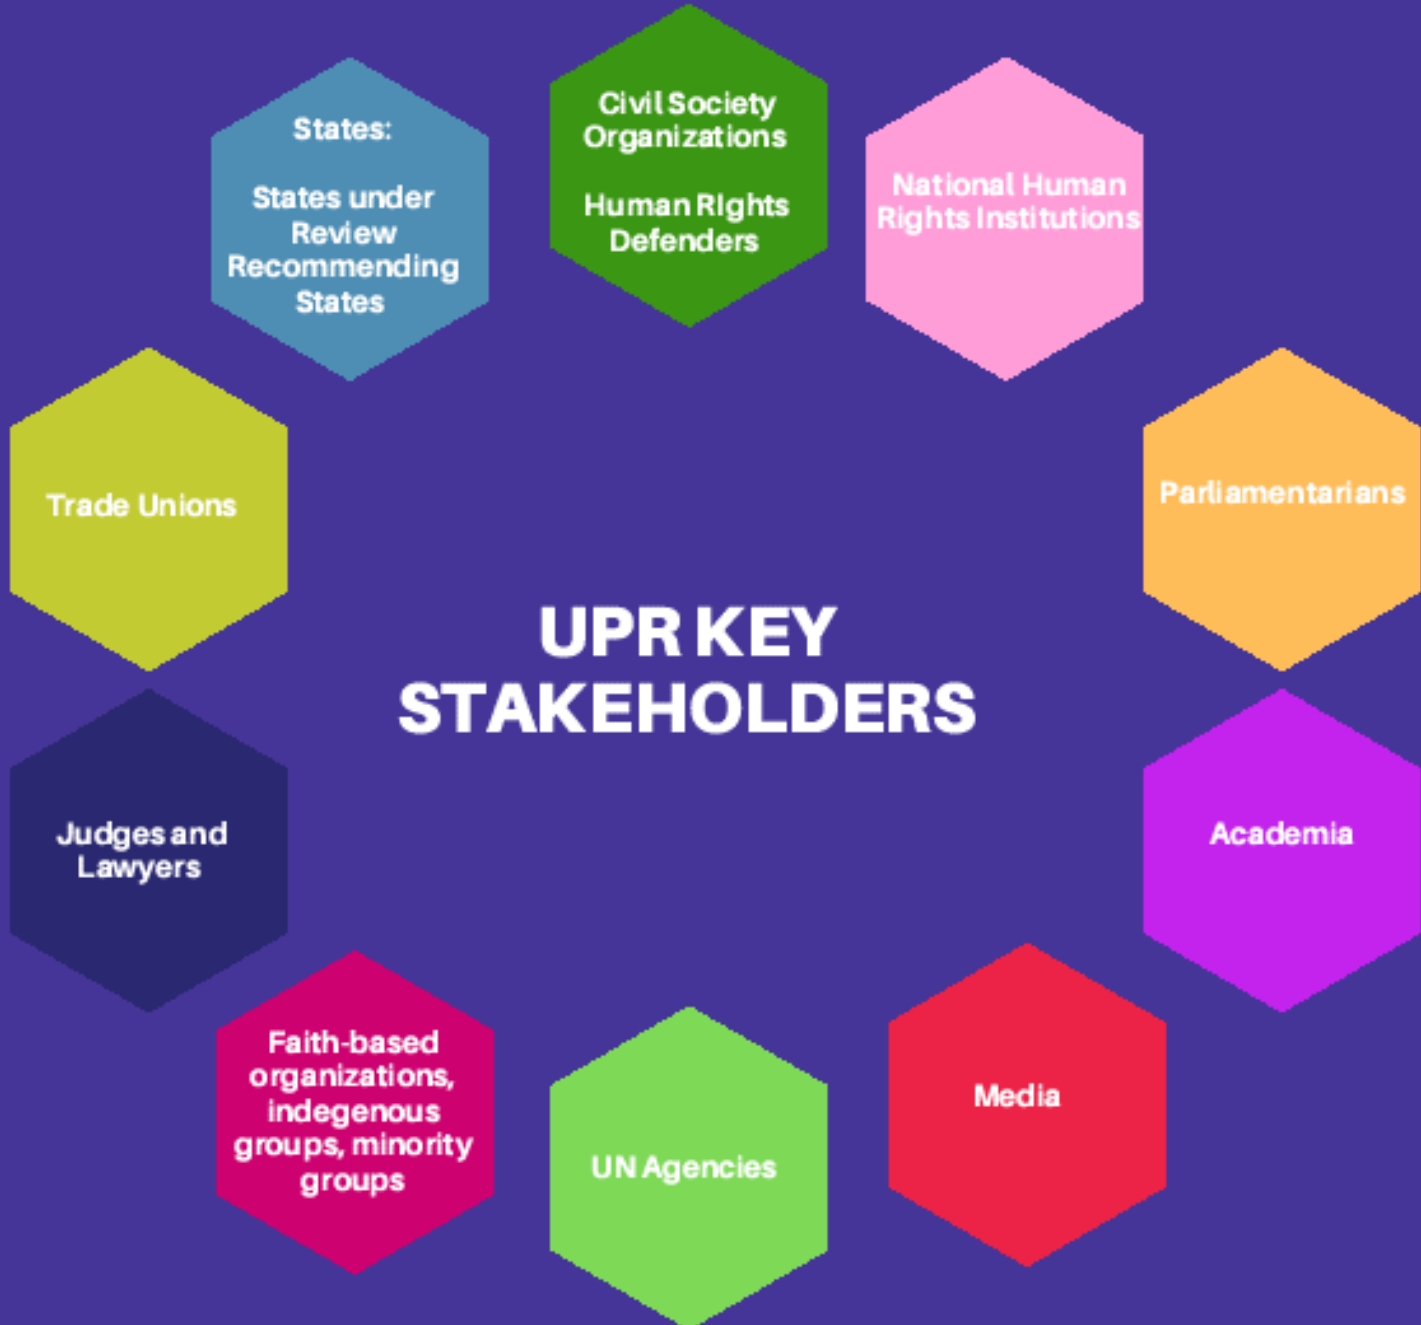 States:
States under
Review
Recommending
States
Civil Society
Organizations
Human RIghts
Defenders
National Human
Rights Institutions
Trade Unions
Parliamentarians
UPR KEY
STAKEHOLDERS
Judges and
Lawyers
Academia
Faith-based
organizations,
indegenous
groups, minority
groups
UN Agencies
Media